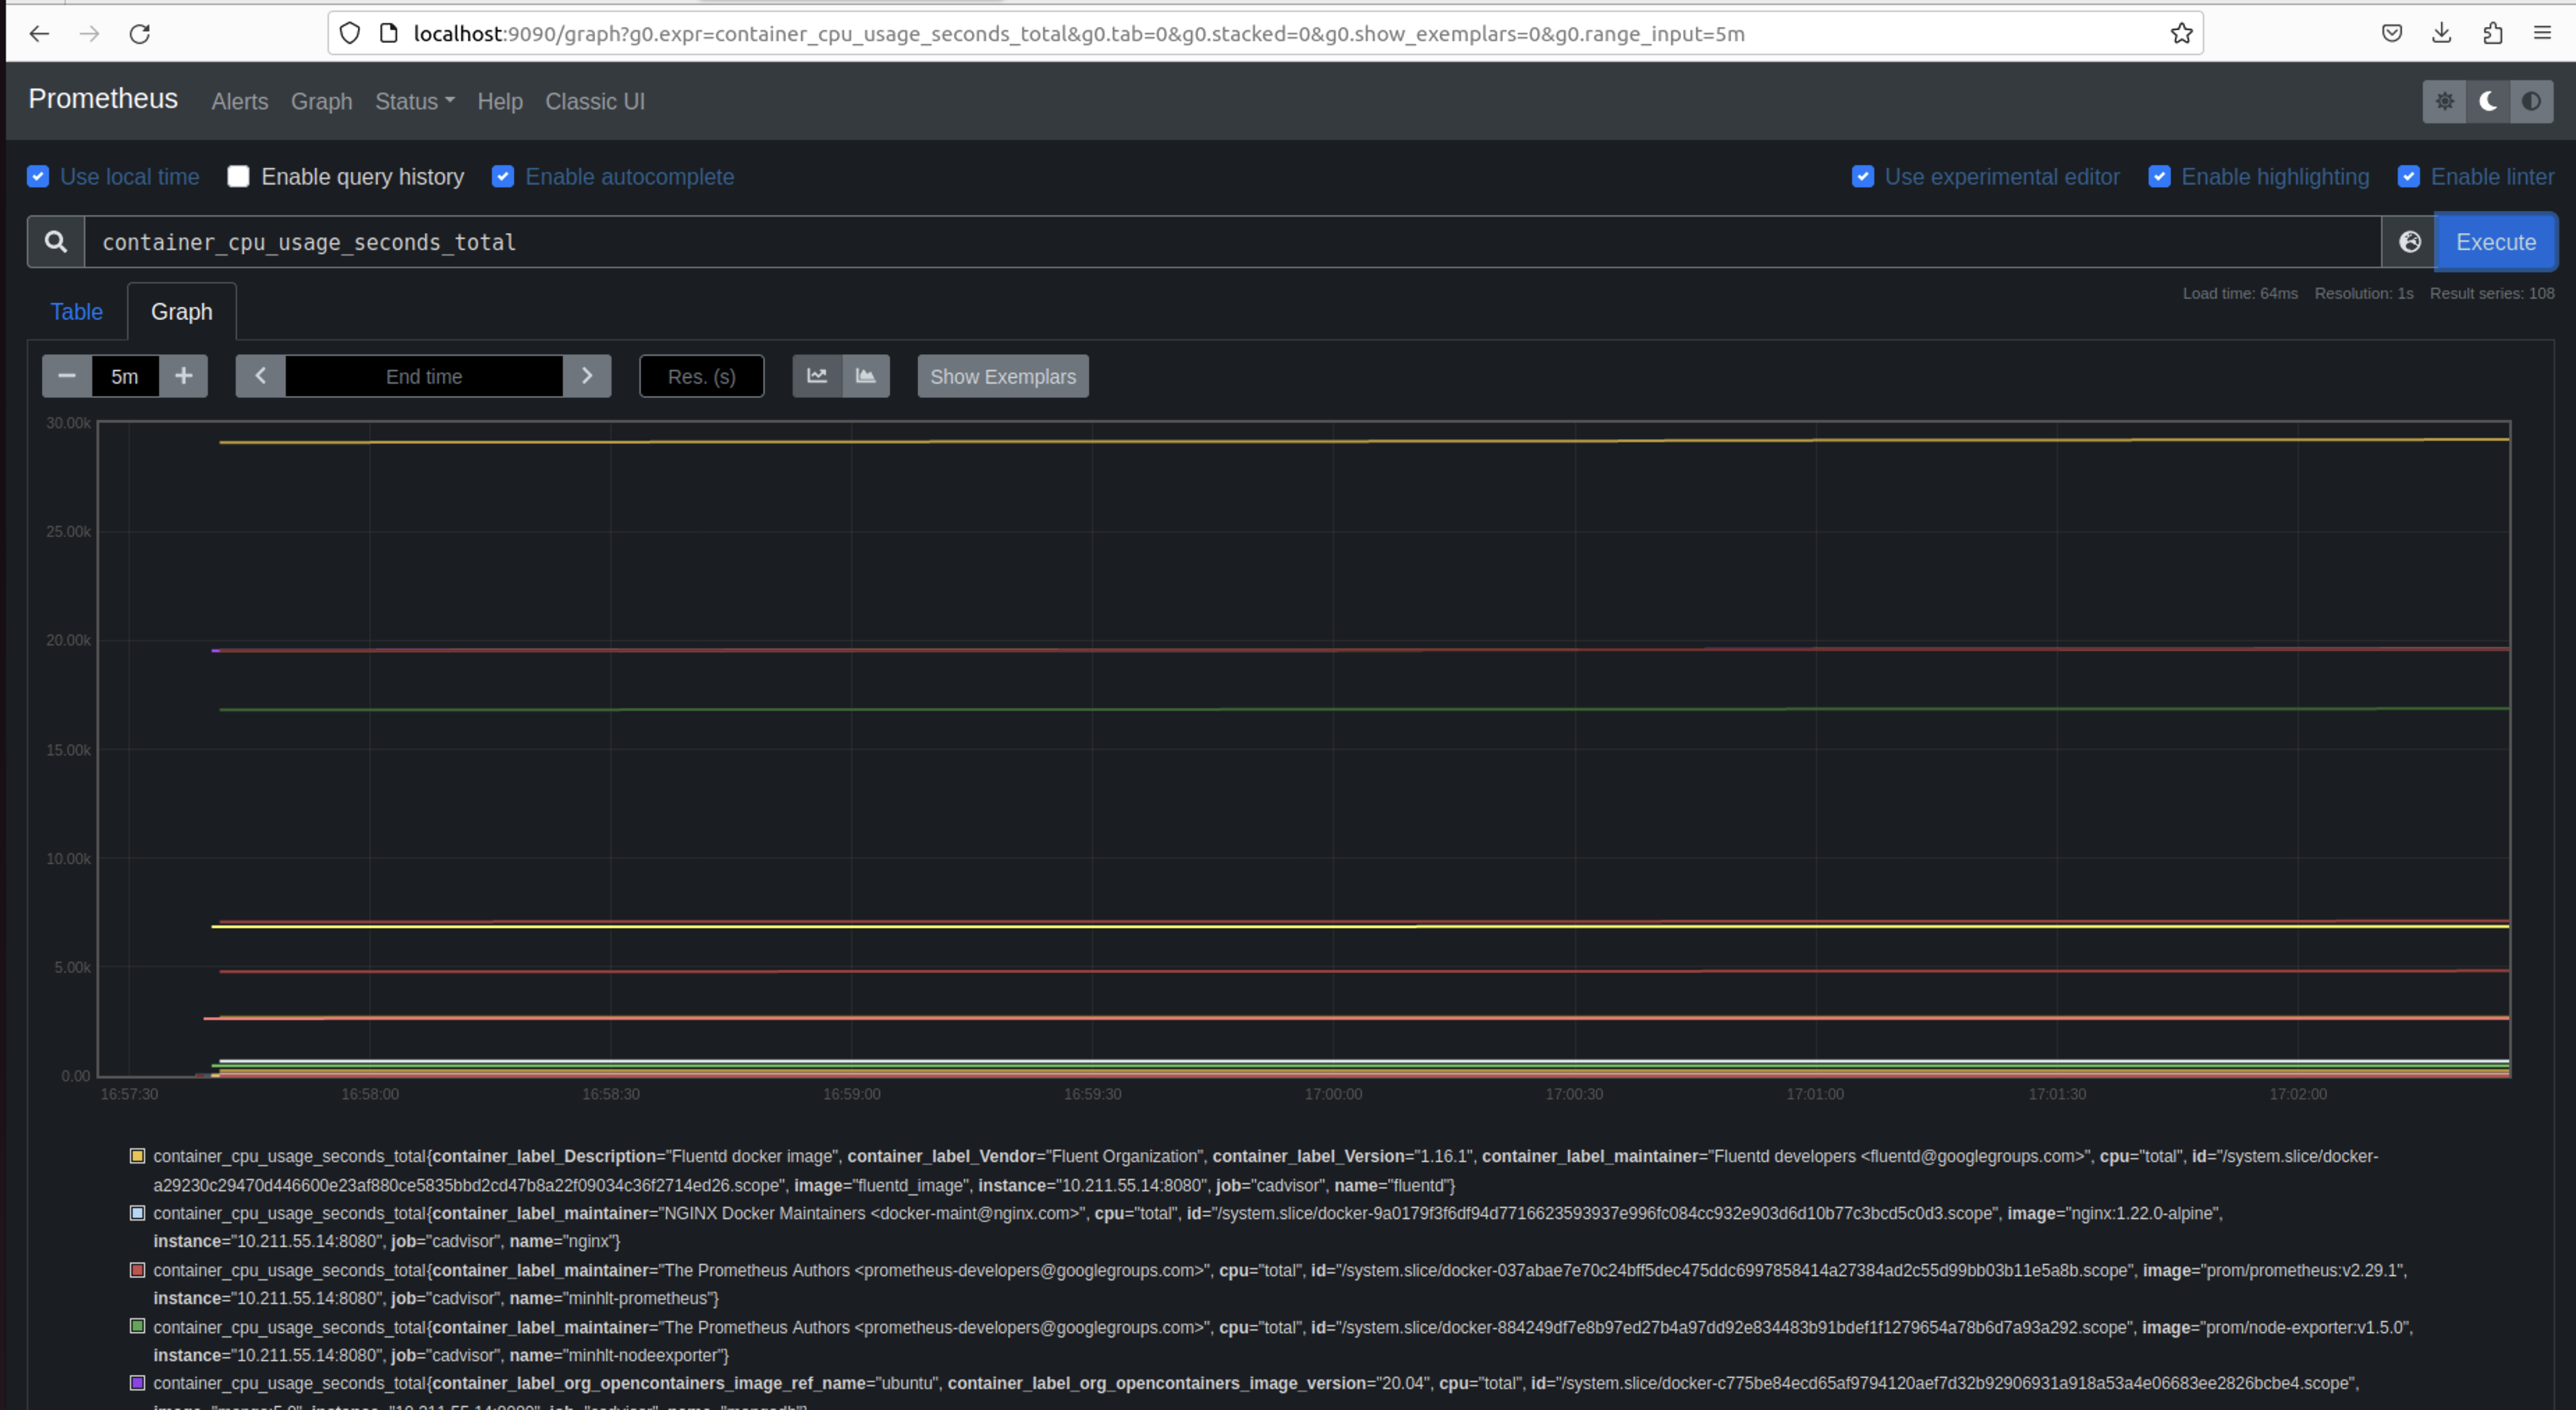 localhost:9090/graph?g0.expr=container_cpu_usage_seconds_total&g0.tab=0&g0.stacked=0&g0.show_exemplars=0&g0.range_input=5m
Prometheus Alerts Graph Status Help Classic UI
Use local time Enable query history Enable autocomplete Use experimental editor Enable highlighting Enable linter
container_cpu_usage_seconds_total Execute
Load time: 64ms Resolution: 1s Result series: 108
Table Graph
5m End time Res. (s) Show Exemplars
30.00k
25.00k
20.00k
15.00k
10.00k
5.00k
0.00
16:57:30 16:58:00 16:58:30 16:59:00 16:59:30 17:00:00 17:00:30 17:01:00 17:01:30 17:02:00
container_cpu_usage_seconds_total{container_label_Description="Fluentd docker image", container_label_Vendor="Fluent Organization", container_label_Version="1.16.1", container_label_maintainer="Fluentd developers <fluentd@googlegroups.com>", cpu="total", id="/system.slice/docker-
a29230c29470d446600e23af880ce5835bbd2cd47b8a22f09034c36f2714ed26.scope", image="fluentd_image", instance="10.211.55.14:8080", job="cadvisor", name="fluentd"}
container_cpu_usage_seconds_total{container_label_maintainer="NGINX Docker Maintainers <docker-maint@nginx.com>", cpu="total", id="/system.slice/docker-9a0179f3f6df94d7716623593937e996fc084cc932e903d6d10b77c3bcd5c0d3.scope", image="nginx:1.22.0-alpine",
instance="10.211.55.14:8080", job="cadvisor", name="nginx"}
container_cpu_usage_seconds_total{container_label_maintainer="The Prometheus Authors <prometheus-developers@googlegroups.com>", cpu="total", id="/system.slice/docker-037abae7e70c24bff5dec475ddc6997858414a27384ad2c55d99bb03b11e5a8b.scope", image="prom/prometheus:v2.29.1",
instance="10.211.55.14:8080", job="cadvisor", name="minhlt-prometheus"}
container_cpu_usage_seconds_total{container_label_maintainer="The Prometheus Authors <prometheus-developers@googlegroups.com>", cpu="total", id="/system.slice/docker-884249df7e8b97ed27b4a97dd92e834483b91bdef1f1279654a78b6d7a93a292.scope", image="prom/node-exporter:v1.5.0",
instance="10.211.55.14:8080", job="cadvisor", name="minhlt-nodeexporter"}
container_cpu_usage_seconds_total{container_label_org_opencontainers_image_ref_name="ubuntu", container_label_org_opencontainers_image_version="20.04", cpu="total", id="/system.slice/docker-c775be84ecd65af9794120aef7d32b92906931a918a53a4e06683ee2826bcbe4.scope",